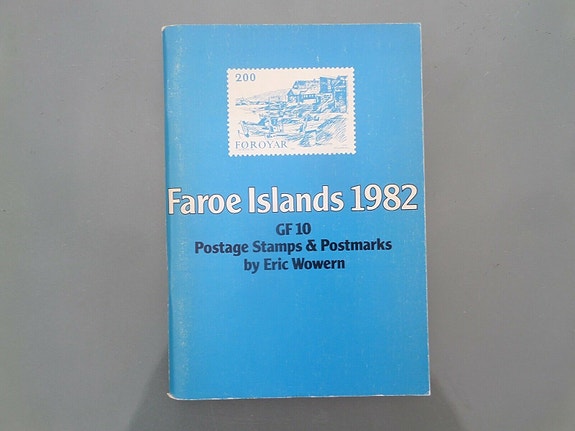 200
FØROYAR
Faroe Islands 1982
GF 10
Postage Stamps & Postmarks
by Eric Wowern